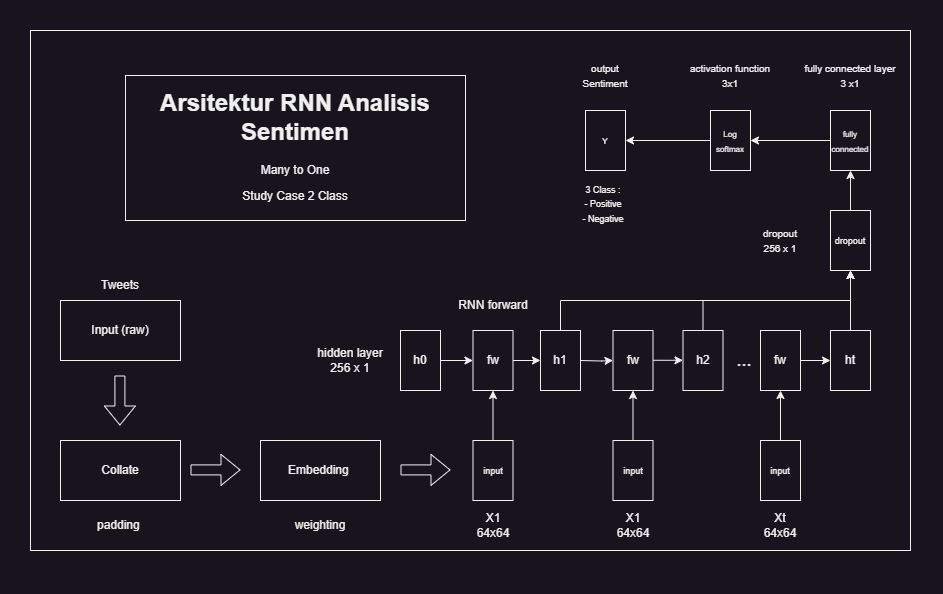 Arsitektur RNN Analisis
Sentimen
Many to One
Study Case 2 Class
output
Sentiment
activation function
3x1
fully connected layer
3 x1
Y
Log
softmax
fully
connected
3 Class :
- Positive
- Negative
dropout
256 x 1
dropout
Tweets
Input (raw)
RNN forward
hidden layer
256 x 1
h0
fw
h1
fw
h2
...
fw
ht
Collate
Embedding
input
input
input
padding
weighting
X1
64x64
X1
64x64
Xt
64x64